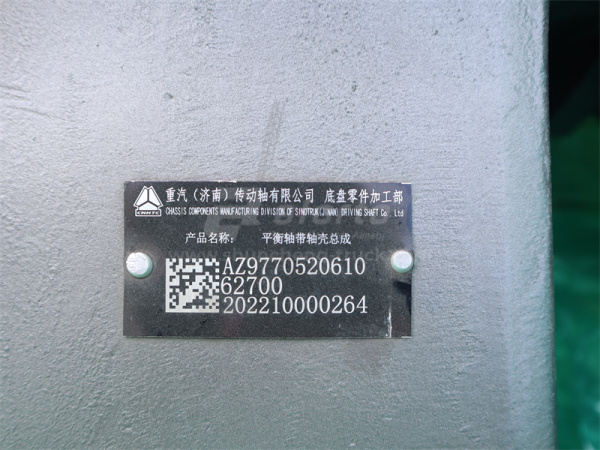 重汽（济南）传动轴有限公司 底盘零件加工部
CNHTC
CHASSIS COMPONENTS MANUFACTURING DIVISION OF SINOTRUK(JINAN) DRIVING SHAFT Co. Ltd
产品名称: 平衡轴带轴壳总成
AZ9770520610
62700
202210000264